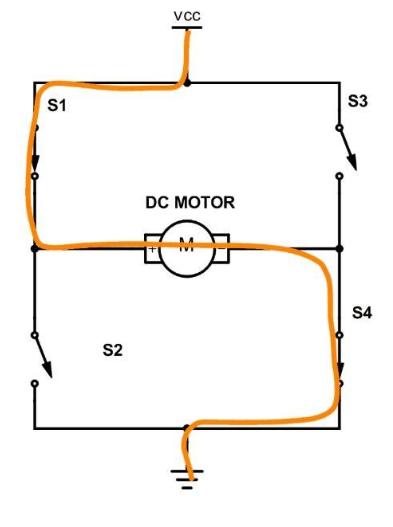 VCC
S1
S3
DC MOTOR
+ M -
S4
S2